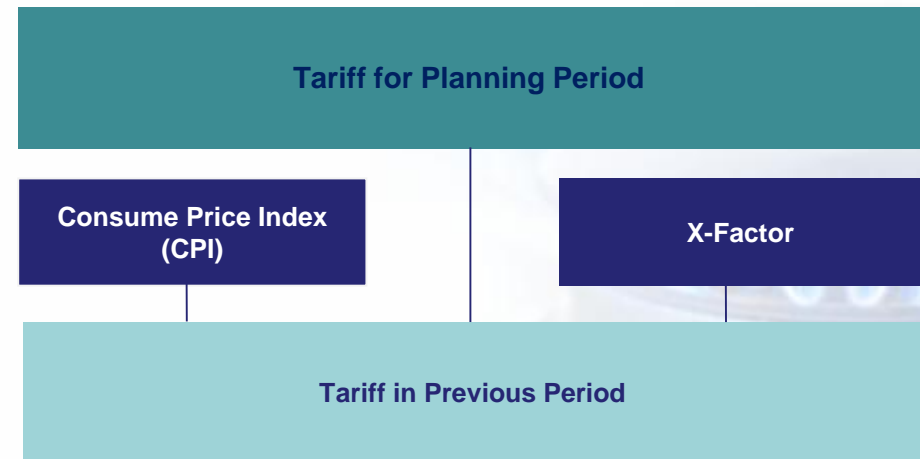 Tariff for Planning Period
Consume Price Index
(CPI)
X-Factor
Tariff in Previous Period